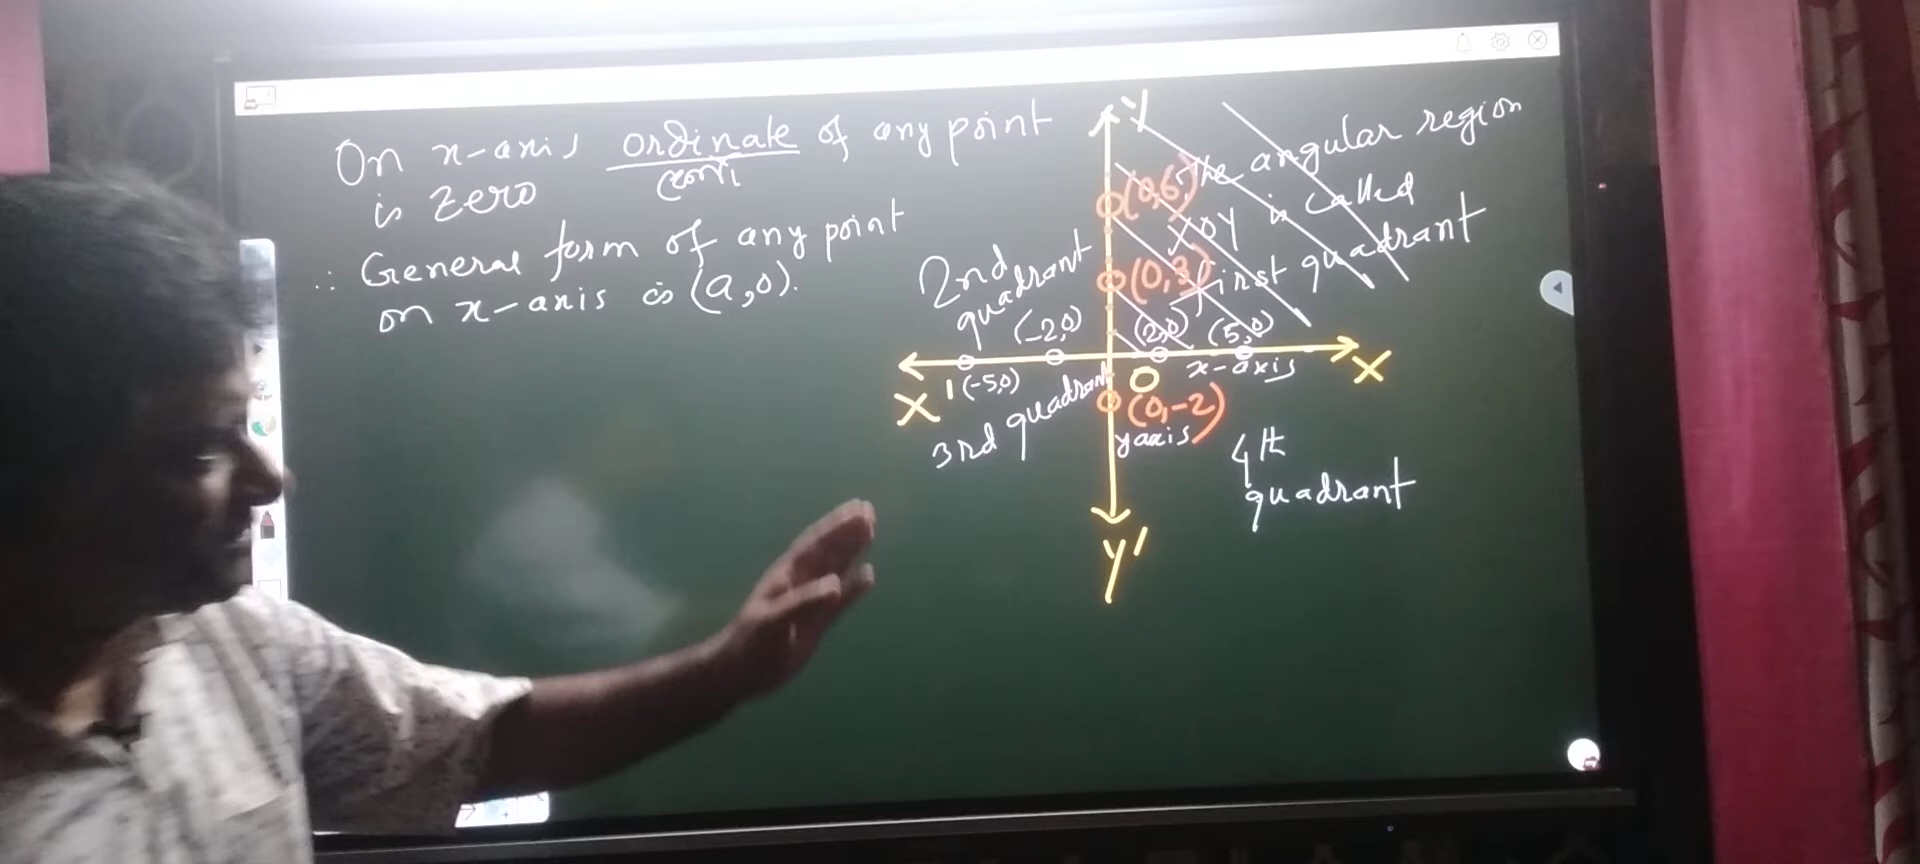 On x-axis ordinate of any point
is zero
∴ General form of any point
on x-axis is (a,0).
Y
The angular region
XOY is called
first quadrant
(0,6)
(0,3)
2nd
quadrant
(-2,0) (2,0) (5,0)
X' (-5,0) O x-axis X
3rd quadrant (0,-2)
y axis
4th
quadrant
Y'